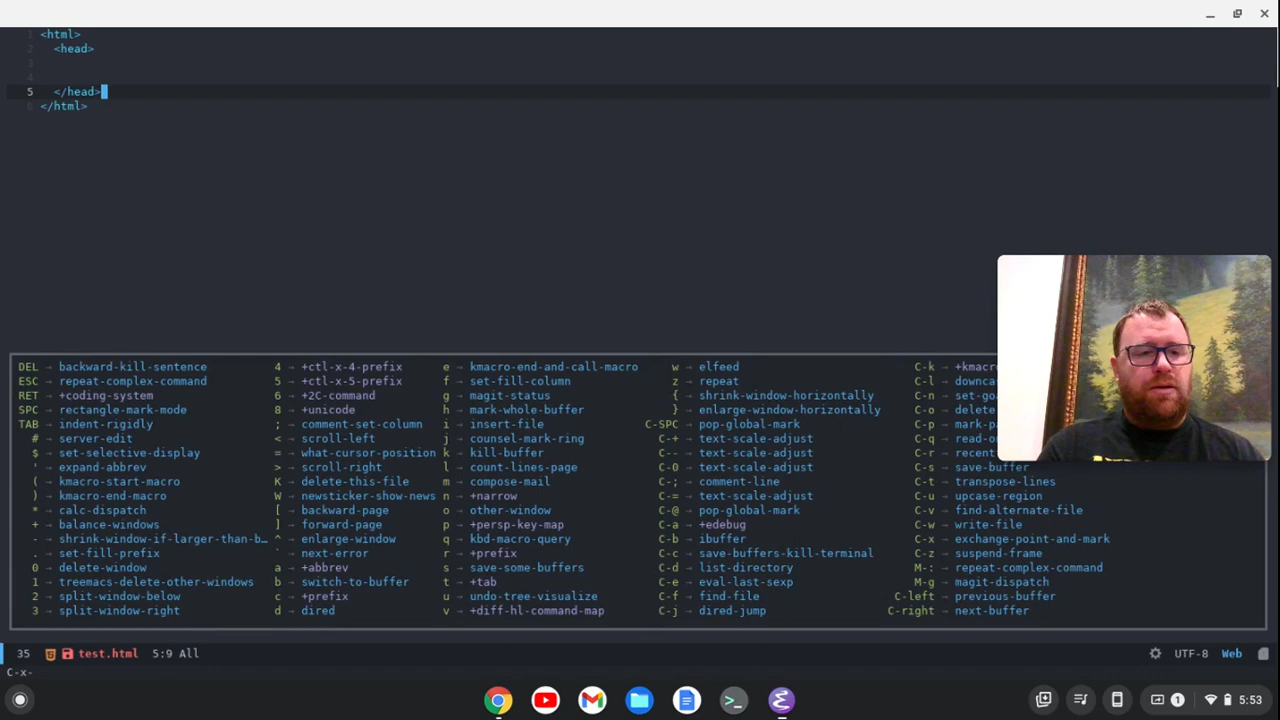 1 <html>
2 <head>
3
4
5 </head>
6 </html>
DEL → backward-kill-sentence 4 → +ctl-x-4-prefix e → kmacro-end-and-call-macro w → elfeed C-k → +kmacro
ESC → repeat-complex-command 5 → +ctl-x-5-prefix f → set-fill-column z → repeat C-l → downca
RET → +coding-system 6 → +2C-command g → magit-status { → shrink-window-horizontally C-n → set-go
SPC → rectangle-mark-mode 8 → +unicode h → mark-whole-buffer } → enlarge-window-horizontally C-o → delete
TAB → indent-rigidly ; → comment-set-column i → insert-file C-SPC → pop-global-mark C-p → mark-p
# → server-edit < → scroll-left j → counsel-mark-ring C-+ → text-scale-adjust C-q → read-o
$ → set-selective-display = → what-cursor-position k → kill-buffer C-- → text-scale-adjust C-r → recent
' → expand-abbrev > → scroll-right l → count-lines-page C-0 → text-scale-adjust C-s → save-buffer
( → kmacro-start-macro K → delete-this-file m → compose-mail C-; → comment-line C-t → transpose-lines
) → kmacro-end-macro W → newsticker-show-news n → +narrow C-= → text-scale-adjust C-u → upcase-region
* → calc-dispatch [ → backward-page o → other-window C-@ → pop-global-mark C-v → find-alternate-file
+ → balance-windows ] → forward-page p → +persp-key-map C-a → +edebug C-w → write-file
- → shrink-window-if-larger-than-b… ^ → enlarge-window q → kbd-macro-query C-b → ibuffer C-x → exchange-point-and-mark
. → set-fill-prefix ` → next-error r → +prefix C-c → save-buffers-kill-terminal C-z → suspend-frame
0 → delete-window a → +abbrev s → save-some-buffers C-d → list-directory M-: → repeat-complex-command
1 → treemacs-delete-other-windows b → switch-to-buffer t → +tab C-e → eval-last-sexp M-g → magit-dispatch
2 → split-window-below c → +prefix u → undo-tree-visualize C-f → find-file C-left → previous-buffer
3 → split-window-right d → dired v → +diff-hl-command-map C-j → dired-jump C-right → next-buffer
35 test.html 5:9 All UTF-8 Web
C-x-
1 5:53